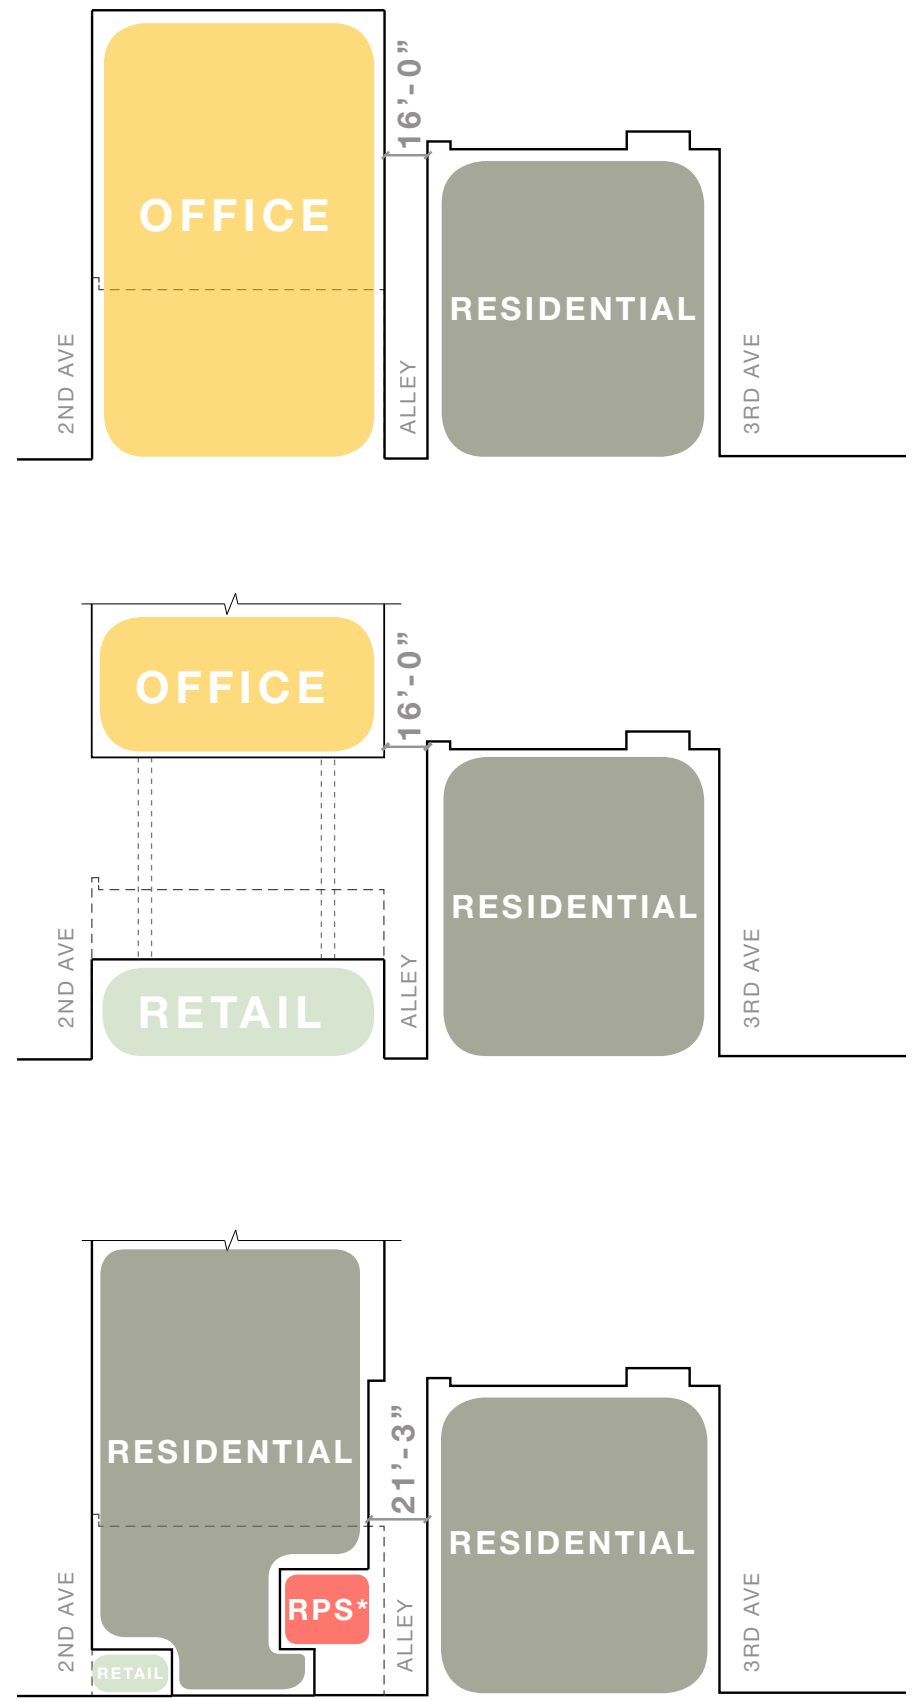 16’-0”
OFFICE
RESIDENTIAL
2ND AVE
ALLEY
3RD AVE
OFFICE
16’-0”
RESIDENTIAL
2ND AVE
RETAIL
ALLEY
3RD AVE
RESIDENTIAL
21’-3”
RESIDENTIAL
2ND AVE
RPS*
ALLEY
3RD AVE
RETAIL